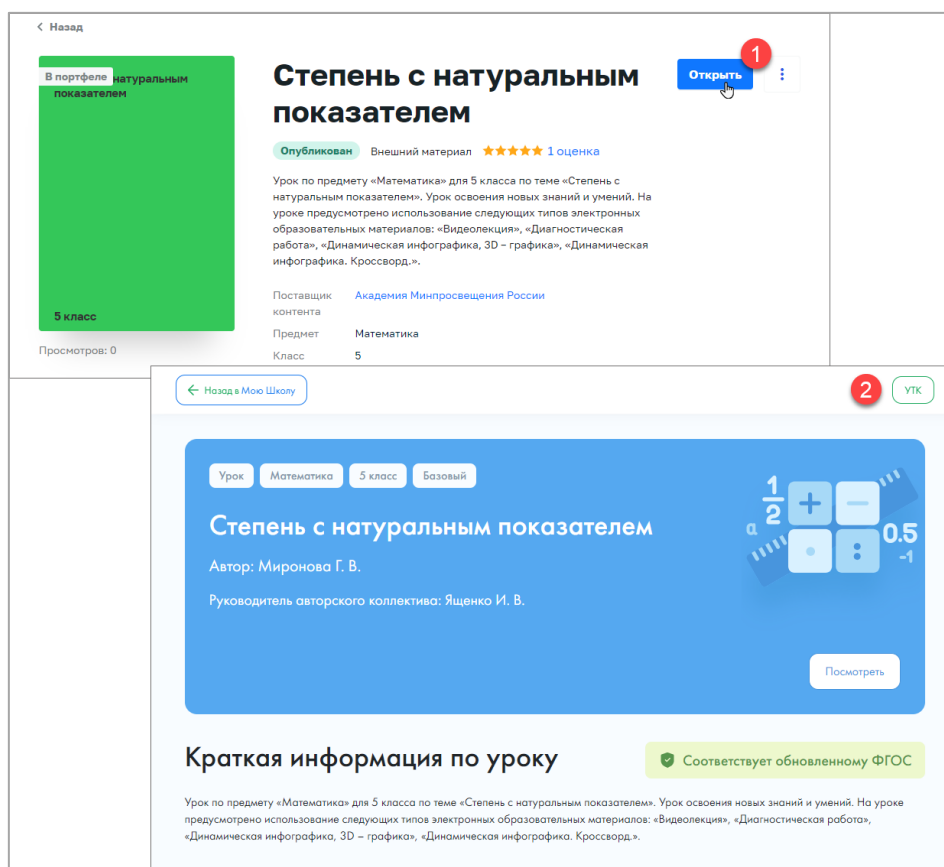 Назад
В портфеле
натуральным
показателем
5 класс
Просмотров: 0
Степень с натуральным
показателем
Открыть
1
Опубликован Внешний материал 1 оценка
Урок по предмету «Математика» для 5 класса по теме «Степень с
натуральным показателем». Урок освоения новых знаний и умений. На
уроке предусмотрено использование следующих типов электронных
образовательных материалов: «Видеолекция», «Диагностическая
работа», «Динамическая инфографика, 3D – графика», «Динамическая
инфографика. Кроссворд.».
Поставщик Академия Минпросвещения России
контента
Предмет Математика
Класс 5
← Назад в Мою Школу
2
УТК
Урок Математика 5 класс Базовый
Степень с натуральным показателем
Автор: Миронова Г. В.
Руководитель авторского коллектива: Ященко И. В.
1
2
+ −
a
0.5
-1
• :
Посмотреть
Краткая информация по уроку
Соответствует обновленному ФГОС
Урок по предмету «Математика» для 5 класса по теме «Степень с натуральным показателем». Урок освоения новых знаний и умений. На уроке
предусмотрено использование следующих типов электронных образовательных материалов: «Видеолекция», «Диагностическая работа»,
«Динамическая инфографика, 3D – графика», «Динамическая инфографика. Кроссворд.».